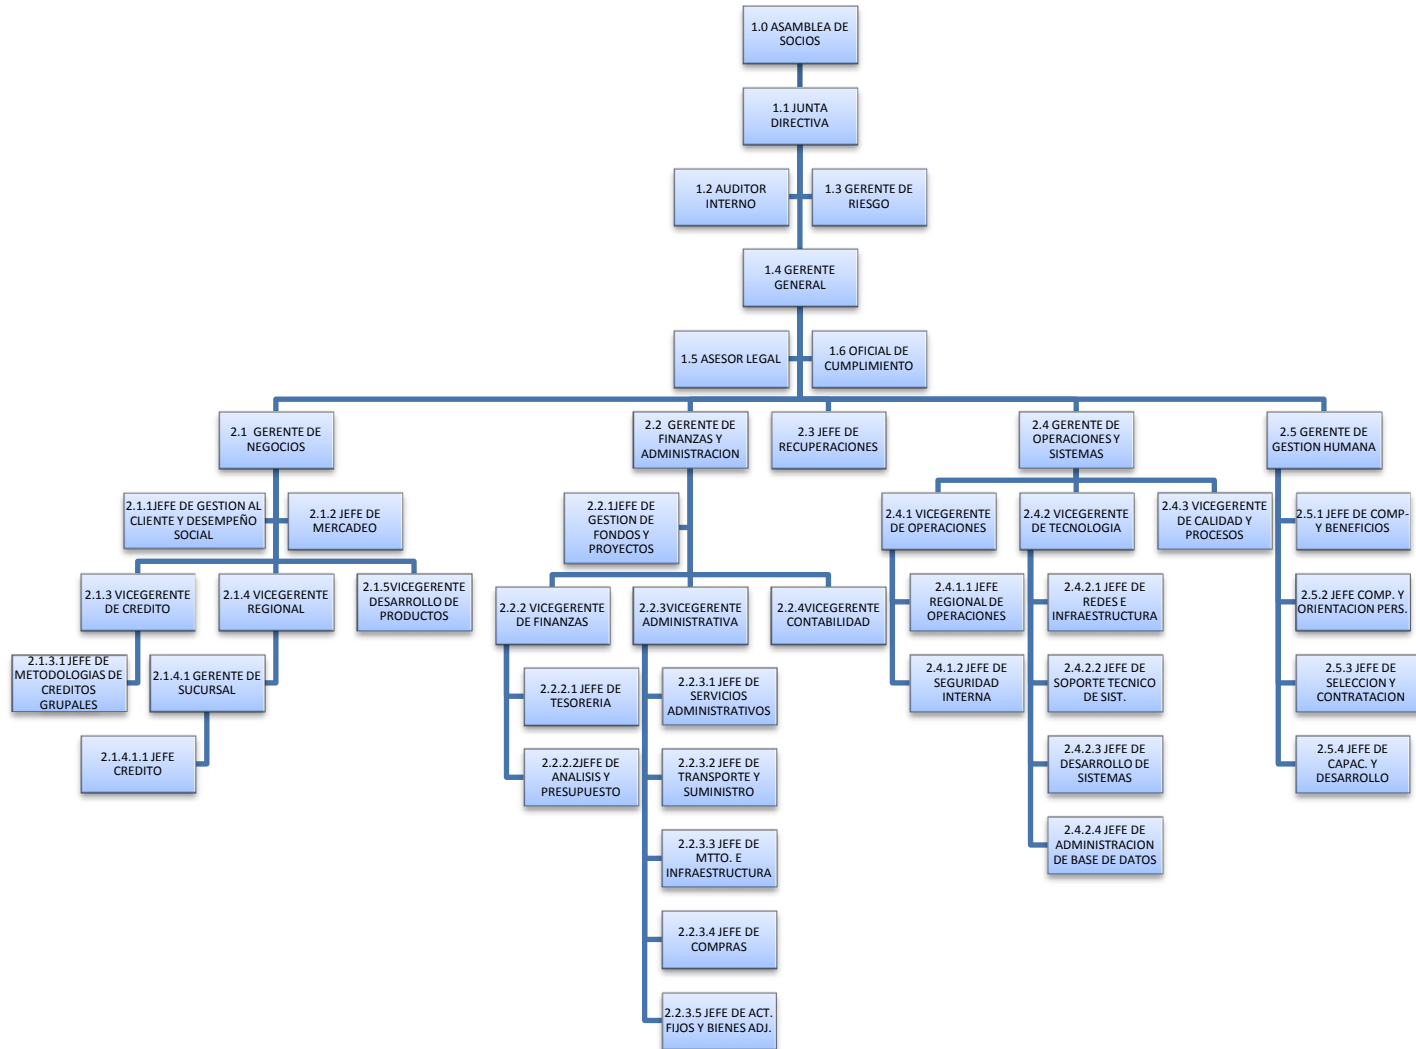 1.0 ASAMBLEA DE
SOCIOS
1.1 JUNTA
DIRECTIVA
1.2 AUDITOR
INTERNO
1.3 GERENTE DE
RIESGO
1.4 GERENTE
GENERAL
1.5 ASESOR LEGAL
1.6 OFICIAL DE
CUMPLIMIENTO
2.1 GERENTE DE
NEGOCIOS
2.2 GERENTE DE
FINANZAS Y
ADMINISTRACION
2.3 JEFE DE
RECUPERACIONES
2.4 GERENTE DE
OPERACIONES Y
SISTEMAS
2.5 GERENTE DE
GESTION HUMANA
2.1.1JEFE DE GESTION AL
CLIENTE Y DESEMPEÑO
SOCIAL
2.1.2 JEFE DE
MERCADEO
2.2.1JEFE DE
GESTION DE
FONDOS Y
PROYECTOS
2.4.1 VICEGERENTE
DE OPERACIONES
2.4.2 VICEGERENTE
DE TECNOLOGIA
2.4.3 VICEGERENTE
DE CALIDAD Y
PROCESOS
2.5.1 JEFE DE COMP-
Y BENEFICIOS
2.1.3 VICEGERENTE
DE CREDITO
2.1.4 VICEGERENTE
REGIONAL
2.1.5VICEGERENTE
DESARROLLO DE
PRODUCTOS
2.2.2 VICEGERENTE
DE FINANZAS
2.2.3VICEGERENTE
ADMINISTRATIVA
2.2.4VICEGERENTE
CONTABILIDAD
2.4.1.1 JEFE
REGIONAL DE
OPERACIONES
2.4.2.1 JEFE DE
REDES E
INFRAESTRUCTURA
2.5.2 JEFE COMP. Y
ORIENTACION PERS.
2.1.3.1 JEFE DE
METODOLOGIAS DE
CREDITOS
GRUPALES
2.1.4.1 GERENTE DE
SUCURSAL
2.2.2.1 JEFE DE
TESORERIA
2.2.3.1 JEFE DE
SERVICIOS
ADMINISTRATIVOS
2.4.1.2 JEFE DE
SEGURIDAD
INTERNA
2.4.2.2 JEFE DE
SOPORTE TECNICO
DE SIST.
2.5.3 JEFE DE
SELECCION Y
CONTRATACION
2.1.4.1.1 JEFE
CREDITO
2.2.2.2JEFE DE
ANALISIS Y
PRESUPUESTO
2.2.3.2 JEFE DE
TRANSPORTE Y
SUMINISTRO
2.4.2.3 JEFE DE
DESARROLLO DE
SISTEMAS
2.5.4 JEFE DE
CAPAC. Y
DESARROLLO
2.2.3.3 JEFE DE
MTTO. E
INFRAESTRUCTURA
2.4.2.4 JEFE DE
ADMINISTRACION
DE BASE DE DATOS
2.2.3.4 JEFE DE
COMPRAS
2.2.3.5 JEFE DE ACT.
FIJOS Y BIENES ADJ.